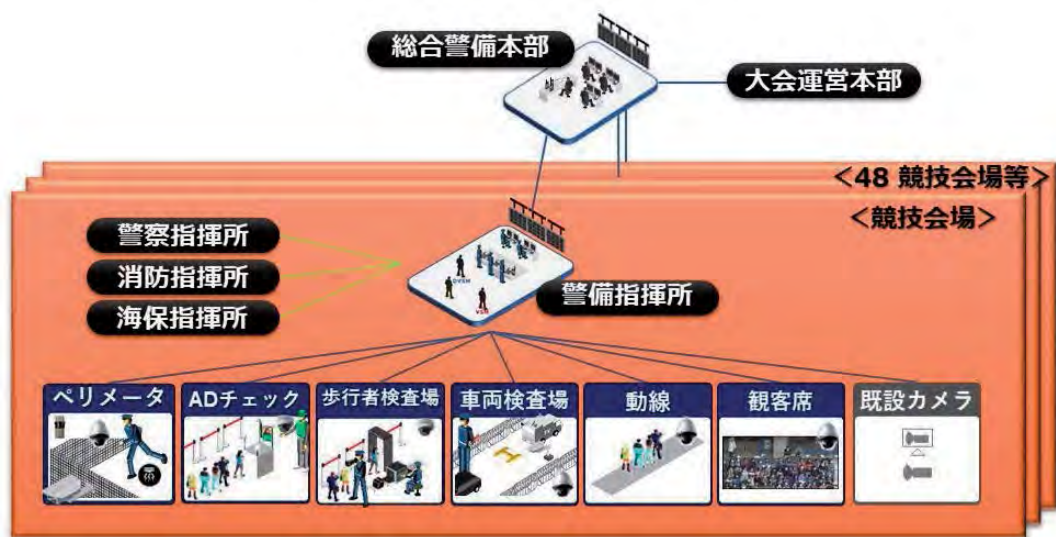 総合警備本部
大会運営本部
＜48 競技会場等＞
＜競技会場＞
警察指揮所
消防指揮所
海保指揮所
警備指揮所
DVSM
VSM
ペリメータ
ADチェック
歩行者検査場
車両検査場
動線
観客席
既設カメラ